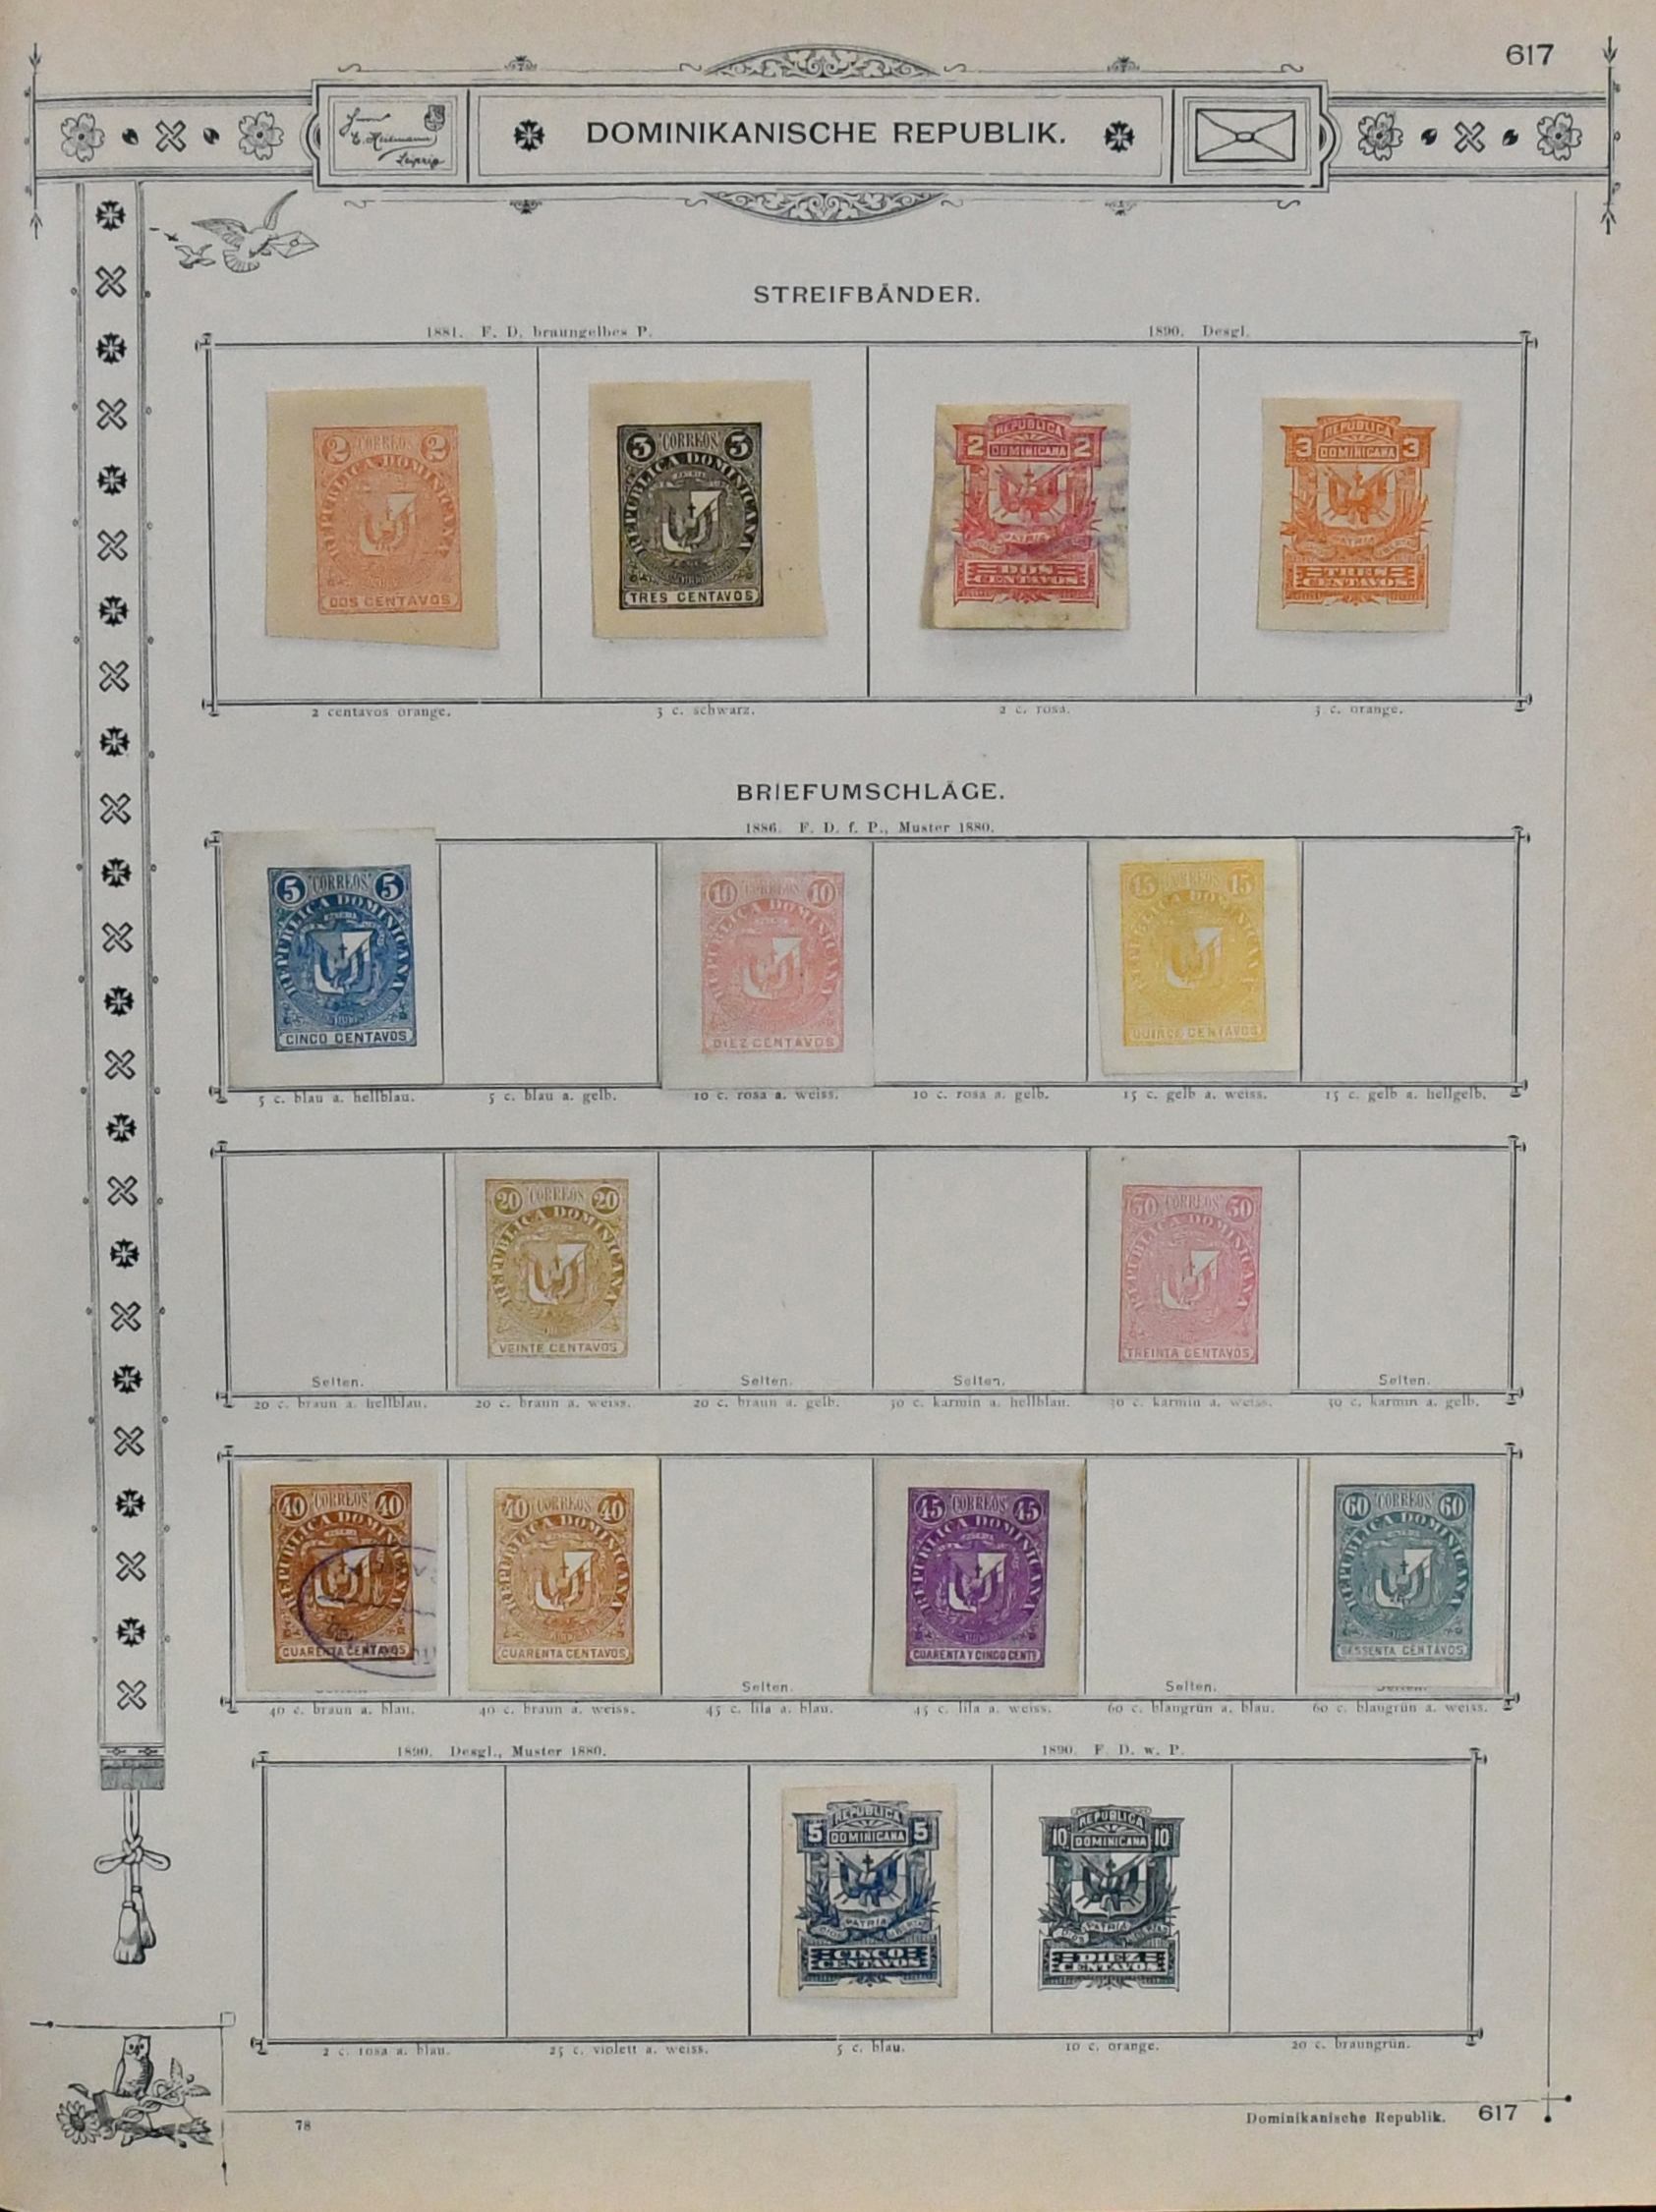 617
DOMINIKANISCHE REPUBLIK.
Leipzig
STREIFBÄNDER.
1881. F. D. braungelbes P.
1890. Desgl.
2 CORREOS 2
REPUBLICA DOMINICANA
DOS CENTAVOS
3 CORREOS 3
REPUBLICA DOMINICANA
TRES CENTAVOS
REPUBLICA
2 DOMINICANA 2
PATRIA
DOS
CENTAVOS
REPUBLICA
3 DOMINICANA 3
PATRIA
TRES
CENTAVOS
2 centavos orange.
3 c. schwarz.
2 c. rosa.
3 c. orange.
BRIEFUMSCHLÄGE.
1886. F. D. f. P., Muster 1880.
5 CORREOS 5
REPUBLICA DOMINICANA
CINCO CENTAVOS
10 CORREOS 10
REPUBLICA DOMINICANA
DIEZ CENTAVOS
15 CORREOS 15
REPUBLICA DOMINICANA
QUINCE CENTAVOS
5 c. blau a. hellblau.
5 c. blau a. gelb.
10 c. rosa a. weiss.
10 c. rosa a. gelb.
15 c. gelb a. weiss.
15 c. gelb a. hellgelb.
20 CORREOS 20
REPUBLICA DOMINICANA
VEINTE CENTAVOS
30 CORREOS 30
REPUBLICA DOMINICANA
TREINTA CENTAVOS
Selten.
Selten.
Selten.
Selten.
20 c. braun a. hellblau.
20 c. braun a. weiss.
20 c. braun a. gelb.
30 c. karmin a. hellblau.
30 c. karmin a. weiss.
30 c. karmin a. gelb.
40 CORREOS 40
REPUBLICA DOMINICANA
CUARENTA CENTAVOS
40 CORREOS 40
REPUBLICA DOMINICANA
CUARENTA CENTAVOS
45 CORREOS 45
REPUBLICA DOMINICANA
CUARENTA Y CINCO CENTS
60 CORREOS 60
REPUBLICA DOMINICANA
SESSENTA CENTAVOS
Selten.
Selten.
40 c. braun a. blau.
40 c. braun a. weiss.
45 c. lila a. blau.
45 c. lila a. weiss.
60 c. blaugrün a. blau.
60 c. blaugrün a. weiss.
1890. Desgl., Muster 1880.
1890. F. D. w. P.
REPUBLICA
5 DOMINICANA 5
DIOS PATRIA
CINCO
CENTAVOS
REPUBLICA
10 DOMINICANA 10
DIOS PATRIA
DIEZ
CENTAVOS
2 c. rosa a. blau.
25 c. violett a. weiss.
5 c. blau.
10 c. orange.
20 c. braungrün.
78
Dominikanische Republik. 617